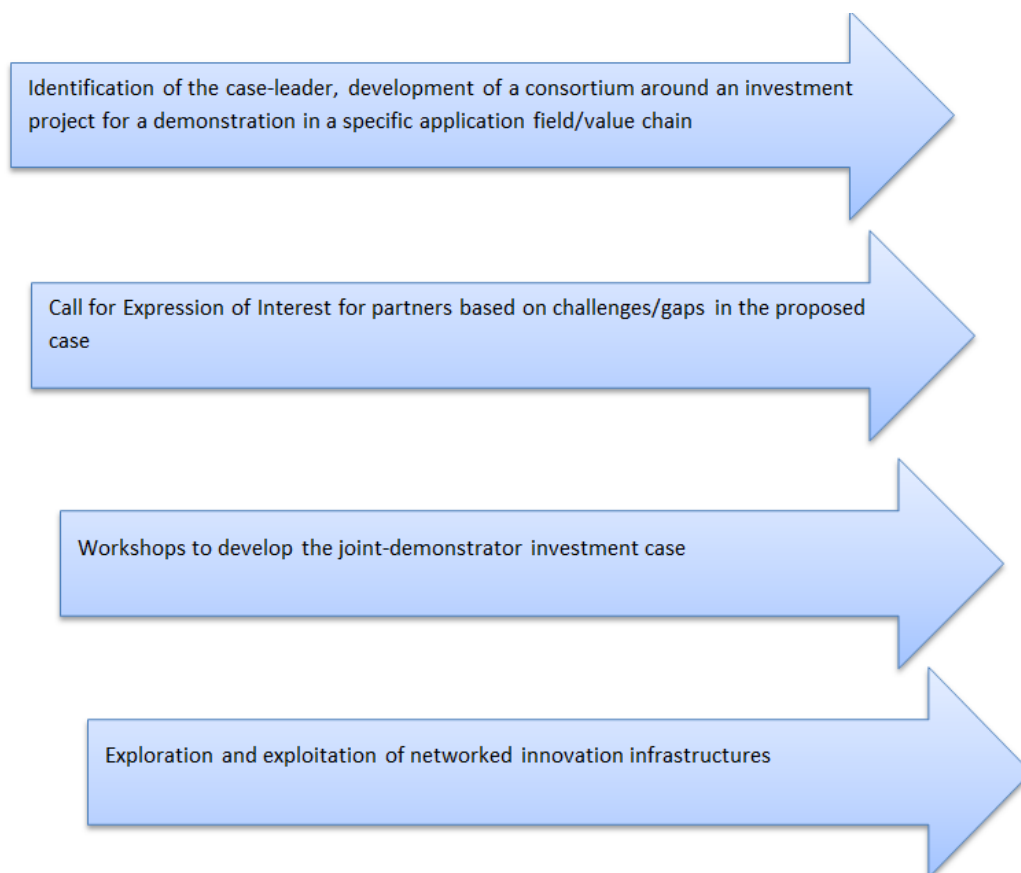 Identification of the case-leader, development of a consortium around an investment
project for a demonstration in a specific application field/value chain
Call for Expression of Interest for partners based on challenges/gaps in the proposed
case
Workshops to develop the joint-demonstrator investment case
Exploration and exploitation of networked innovation infrastructures